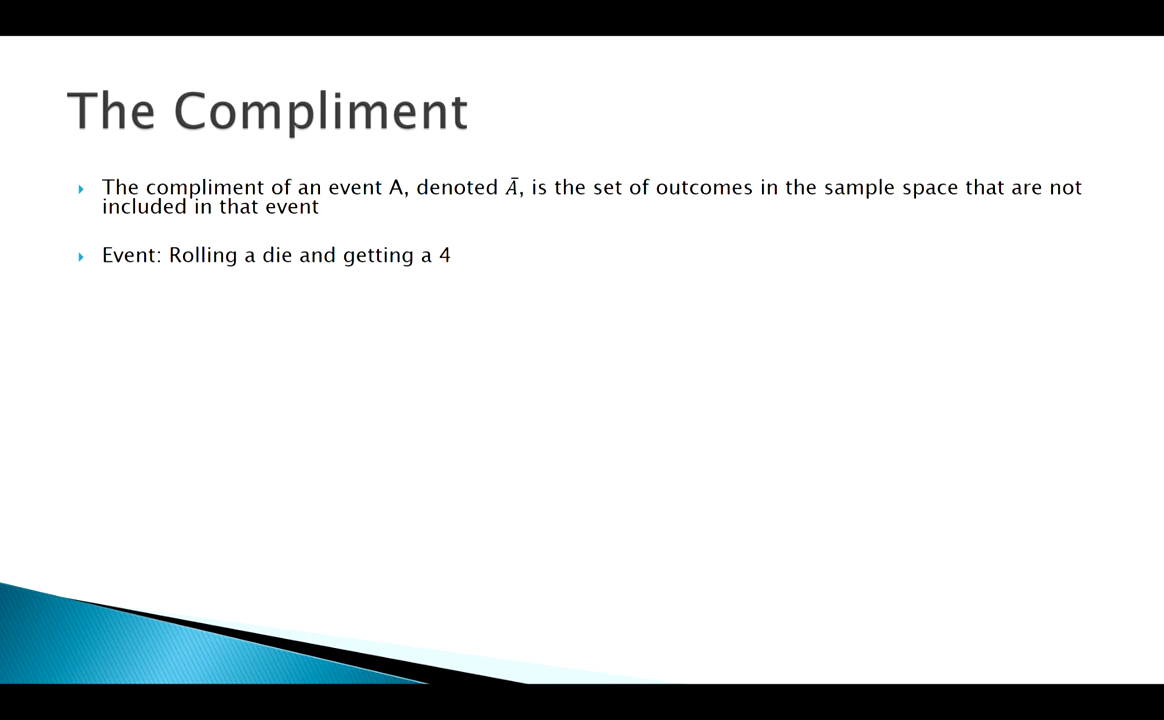 The Compliment
The compliment of an event A, denoted Ā, is the set of outcomes in the sample space that are not
included in that event
Event: Rolling a die and getting a 4